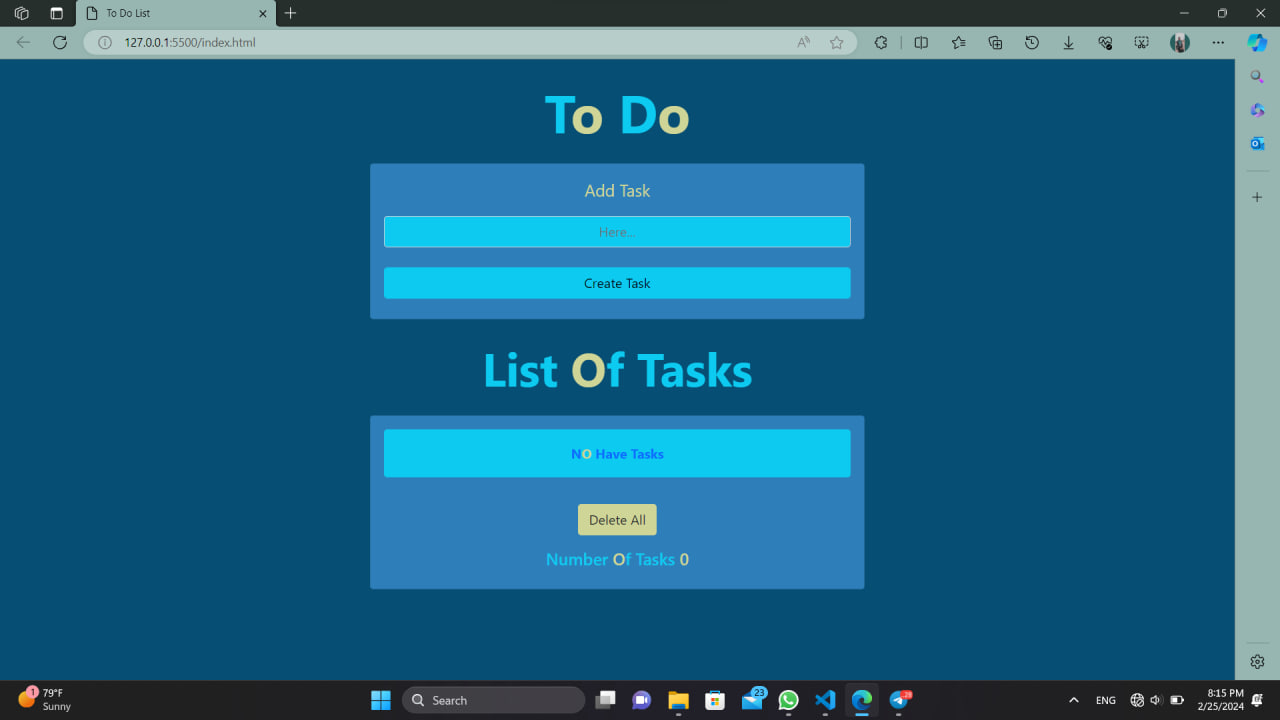 To Do List
127.0.0.1:5500/index.html
To Do
Add Task
Here...
Create Task
List Of Tasks
NO Have Tasks
Delete All
Number Of Tasks 0
1
79°F
Sunny
Search
23
28
ENG
8:15 PM
2/25/2024